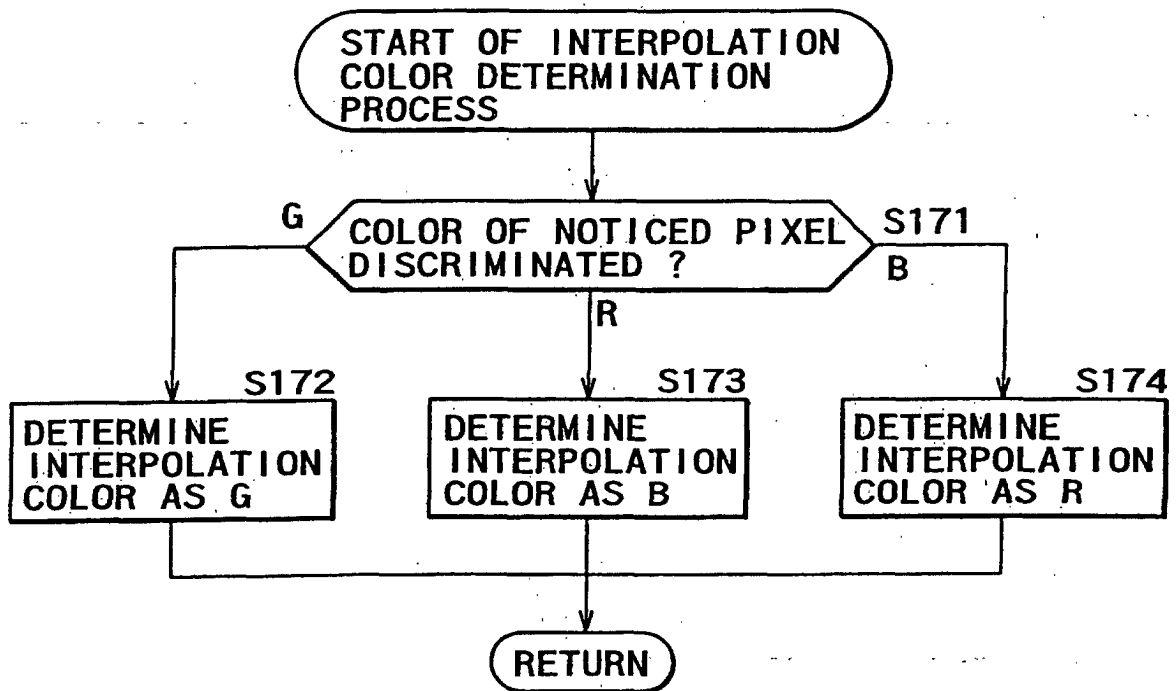 START OF INTERPOLATION
COLOR DETERMINATION
PROCESS
G
COLOR OF NOTICED PIXEL
DISCRIMINATED ?
S171
B
R
S172
DETERMINE
INTERPOLATION
COLOR AS G
S173
DETERMINE
INTERPOLATION
COLOR AS B
S174
DETERMINE
INTERPOLATION
COLOR AS R
RETURN